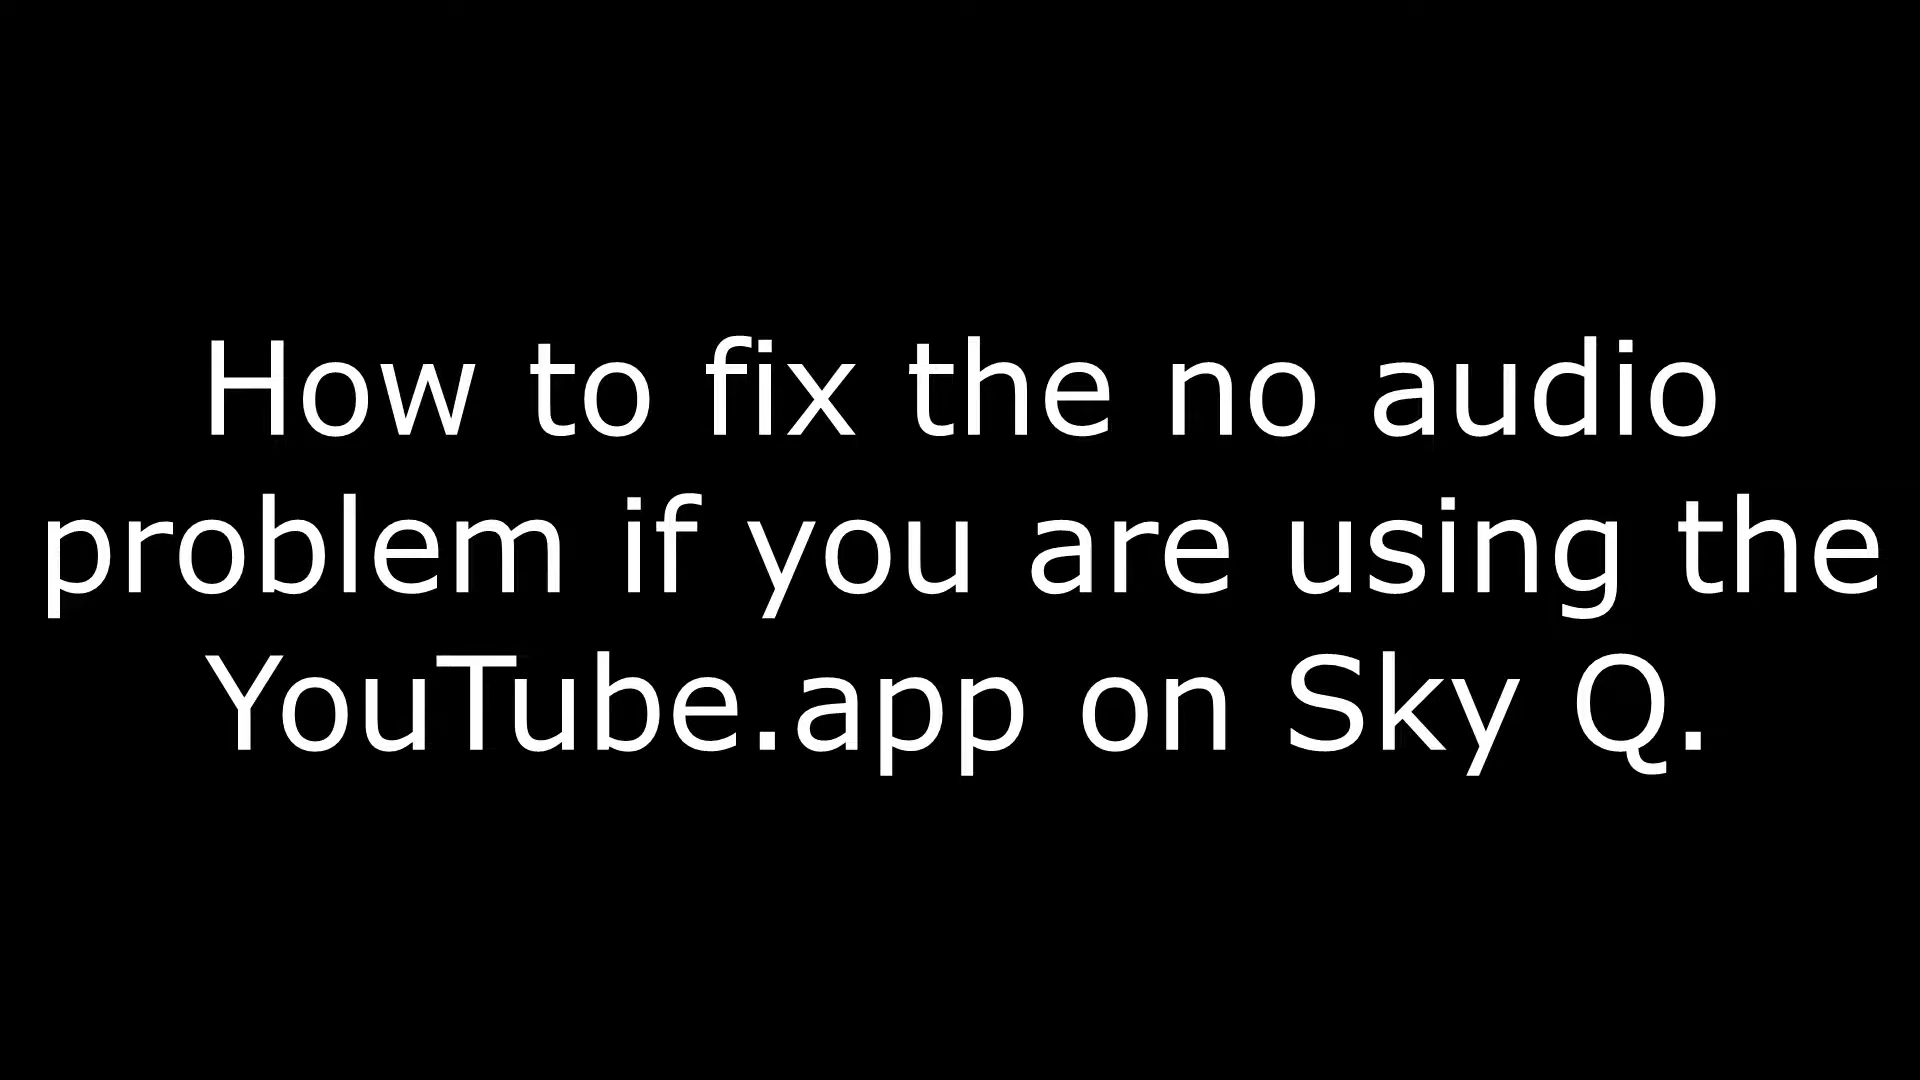 How to fix the no audio
problem if you are using the
YouTube.app on Sky Q.